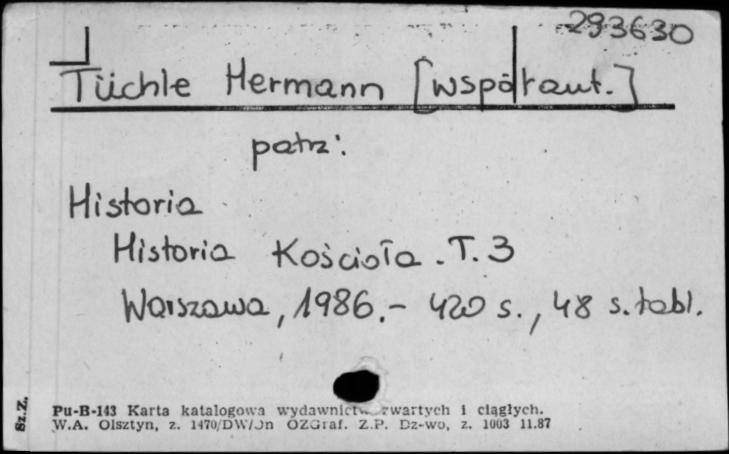 293630
Tüchle Hermann [współaut.]
patrz:
Historia
Historia Kościoła. T. 3
Warszawa, 1986.- 420 s., 48 s. tabl.
Sz.Z.
Pu-B-143 Karta katalogowa wydawnictw zwartych i ciągłych.
W.A. Olsztyn, z. 1470/DW/Jn OZGraf. Z.P. Dz-wo, z. 1003 11.87